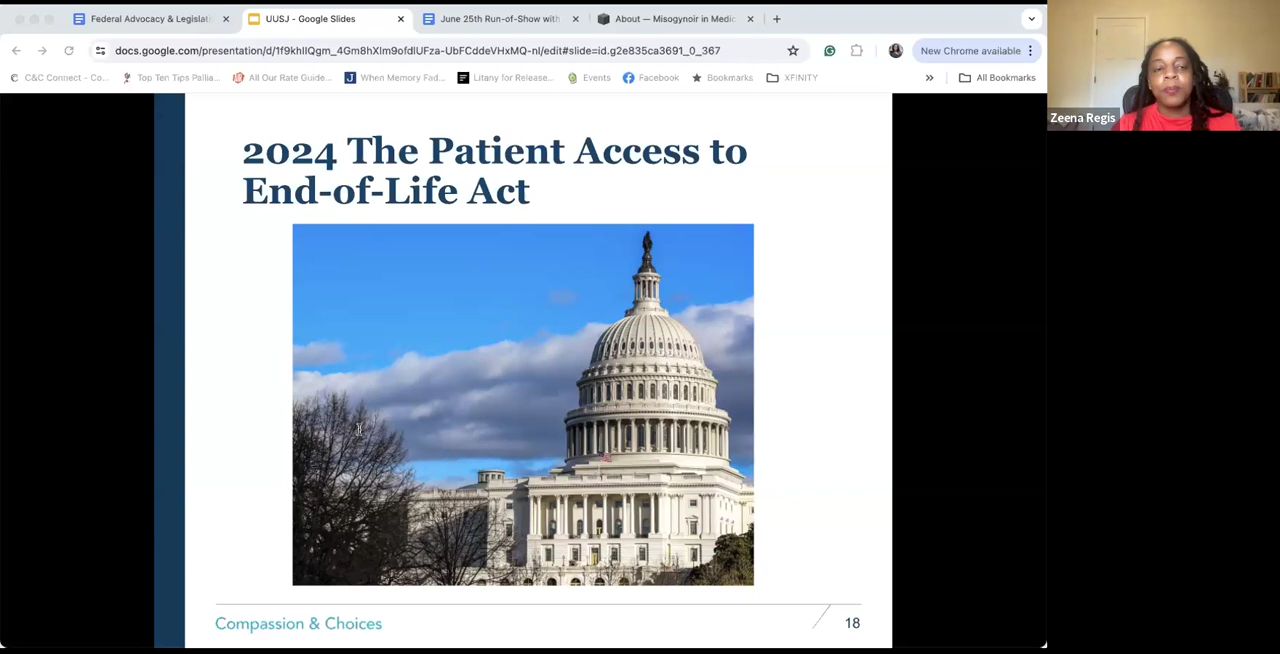 Federal Advocacy & Legislati
UUSJ - Google Slides
June 25th Run-of-Show with
About — Misogynoir in Medic
docs.google.com/presentation/d/1f9khIlQgm_4Gm8hXlm9ofdlUFza-UbFCddeVHxMQ-nI/edit#slide=id.g2e835ca3691_0_367
New Chrome available
C&C Connect - Co...
Top Ten Tips Pallia...
All Our Rate Guide...
When Memory Fad...
Litany for Release...
Events
Facebook
Bookmarks
XFINITY
All Bookmarks
Zeena Regis
2024 The Patient Access to
End-of-Life Act
Compassion & Choices
18